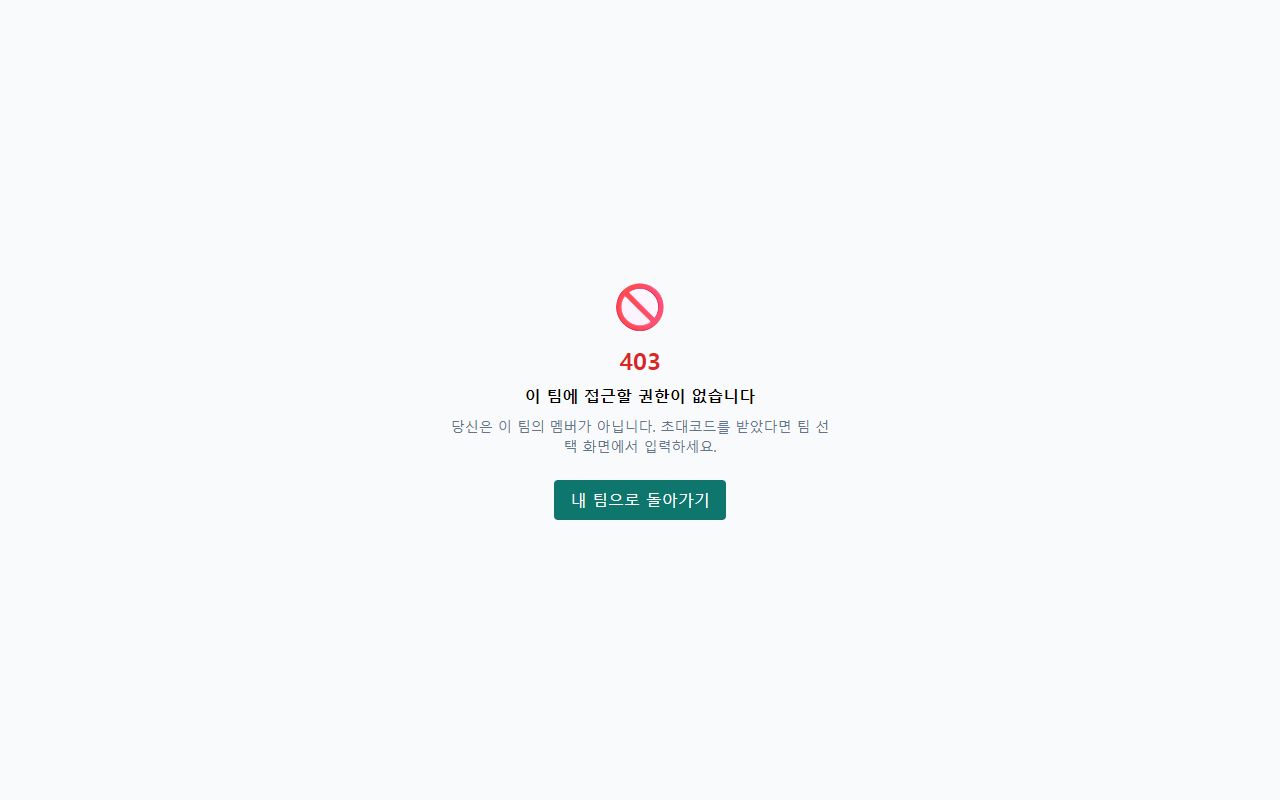 403
이 팀에 접근할 권한이 없습니다
당신은 이 팀의 멤버가 아닙니다. 초대코드를 받았다면 팀 선
택 화면에서 입력하세요.
내 팀으로 돌아가기